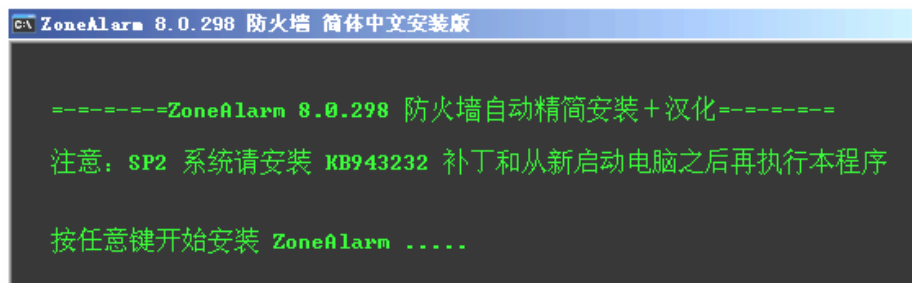 ZoneAlarm 8.0.298 防火墙 简体中文安装版
=-=-=-=-=ZoneAlarm 8.0.298 防火墙自动精简安装＋汉化=-=-=-=-=
注意：SP2 系统请安装 KB943232 补丁和从新启动电脑之后再执行本程序
按任意键开始安装 ZoneAlarm .....